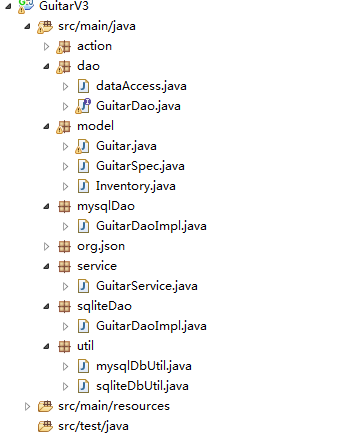 GuitarV3
src/main/java
action
dao
dataAccess.java
GuitarDao.java
model
Guitar.java
GuitarSpec.java
Inventory.java
mysqlDao
GuitarDaoImpl.java
org.json
service
GuitarService.java
sqliteDao
GuitarDaoImpl.java
util
mysqlDbUtil.java
sqliteDbUtil.java
src/main/resources
src/test/java